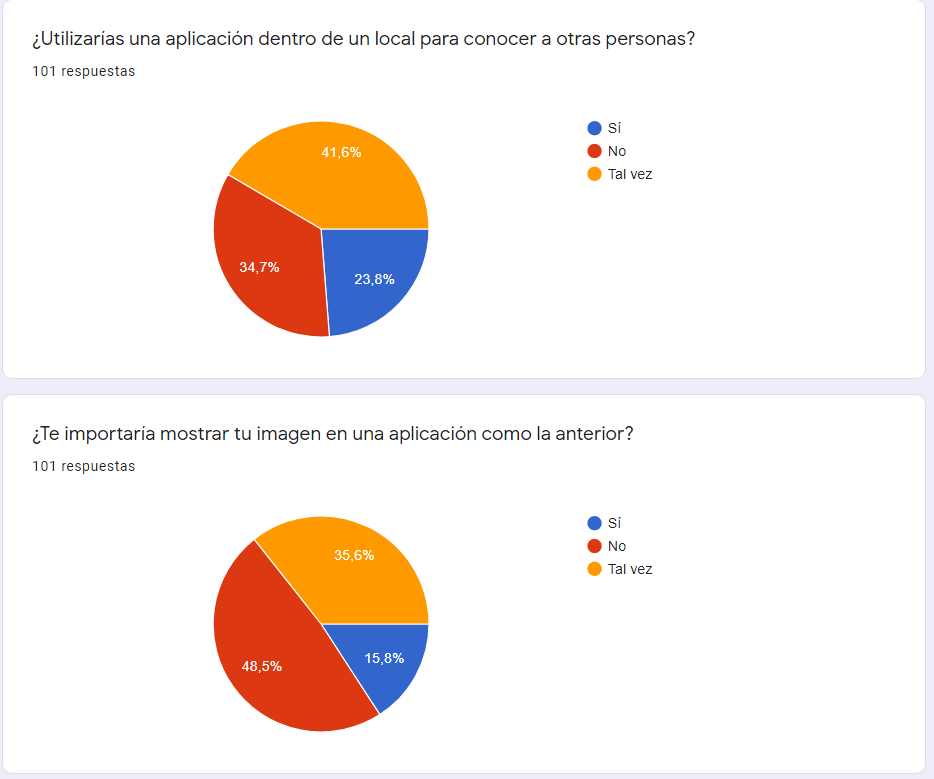 ¿Utilizarías una aplicación dentro de un local para conocer a otras personas?
101 respuestas
Sí
No
Tal vez
41,6%
34,7%
23,8%
¿Te importaría mostrar tu imagen en una aplicación como la anterior?
101 respuestas
Sí
No
Tal vez
35,6%
48,5%
15,8%